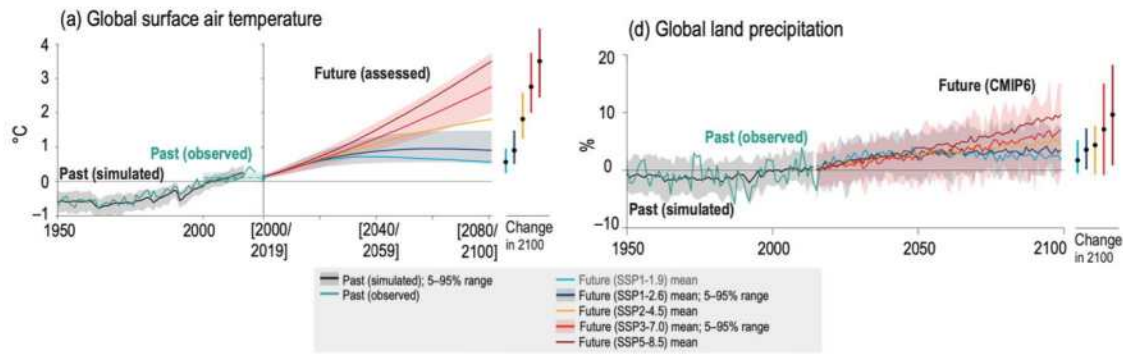 (a) Global surface air temperature
4
3
2
1
0
−1
°C
Future (assessed)
Past (observed)
Past (simulated)
1950
2000
[2000/
2019]
[2040/
2059]
[2080/
2100]
Change
in 2100
(d) Global land precipitation
20
10
0
−10
%
Future (CMIP6)
Past (observed)
Past (simulated)
1950
2000
2050
2100
Change
in 2100
Past (simulated); 5–95% range
Past (observed)
Future (SSP1-1.9) mean
Future (SSP1-2.6) mean; 5–95% range
Future (SSP2-4.5) mean
Future (SSP3-7.0) mean; 5–95% range
Future (SSP5-8.5) mean